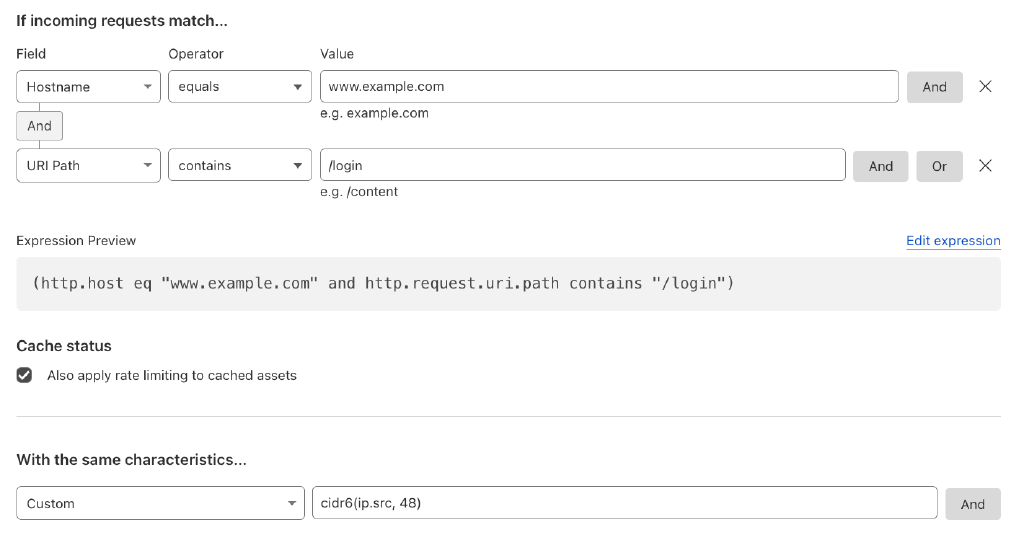 If incoming requests match...
Field Operator Value
Hostname equals www.example.com And
e.g. example.com
And
URI Path contains /login And Or
e.g. /content
Expression Preview Edit expression
(http.host eq "www.example.com" and http.request.uri.path contains "/login")
Cache status
Also apply rate limiting to cached assets
With the same characteristics...
Custom cidr6(ip.src, 48) And